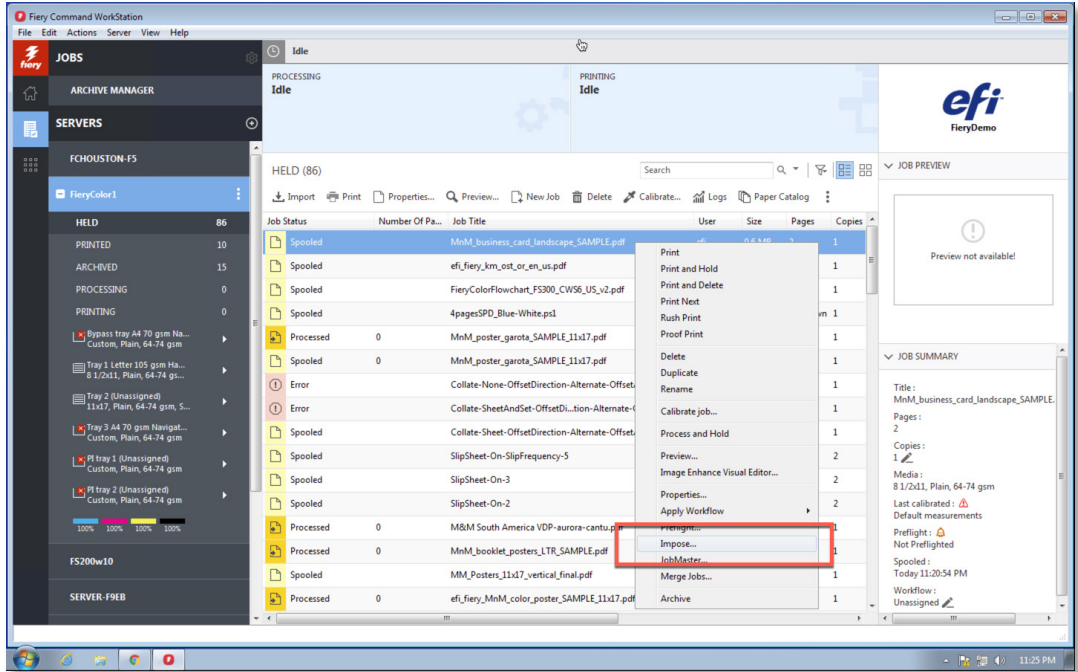 Fiery Command WorkStation
File Edit Actions Server View Help
fiery
JOBS
ARCHIVE MANAGER
SERVERS
FCHOUSTON-F5
FieryColor1
HELD 86
PRINTED 10
ARCHIVED 15
PROCESSING 0
PRINTING 0
Bypass tray A4 70 gsm Na...
Custom, Plain, 64-74 gsm
Tray 1 Letter 105 gsm Ha...
8 1/2x11, Plain, 64-74 gs...
Tray 2 (Unassigned)
11x17, Plain, 64-74 gsm, S...
Tray 3 A4 70 gsm Navigat...
Custom, Plain, 64-74 gsm
PI tray 1 (Unassigned)
Custom, Plain, 64-74 gsm
PI tray 2 (Unassigned)
Custom, Plain, 64-74 gsm
100% 100% 100% 100%
FS200w10
SERVER-F9EB
Idle
PROCESSING
Idle
PRINTING
Idle
HELD (86)
Search
Import Print Properties... Preview... New Job Delete Calibrate... Logs Paper Catalog
Job Status Number Of Pa... Job Title User Size Pages Copies
Spooled MnM_business_card_landscape_SAMPLE.pdf efi 0.6 MB 2 1
Spooled efi_fiery_km_ost_or_en_us.pdf 1
Spooled FieryColorFlowchart_FS300_CWS6_US_v2.pdf 1
Spooled 4pagesSPD_Blue-White.ps1 wn 1
Processed 0 MnM_poster_garota_SAMPLE_11x17.pdf 1
Spooled 0 MnM_poster_garota_SAMPLE_11x17.pdf 1
Error Collate-None-OffsetDirection-Alternate-Offset 1
Error Collate-SheetAndSet-OffsetDi...tion-Alternate- 1
Spooled Collate-Sheet-OffsetDirection-Alternate-Offset 1
Spooled SlipSheet-On-SlipFrequency-5 2
Spooled SlipSheet-On-3 2
Spooled SlipSheet-On-2 2
Processed 0 M&M South America VDP-aurora-cantu.pdf 1
Processed 0 MnM_booklet_posters_LTR_SAMPLE.pdf 1
Spooled MM_Posters_11x17_vertical_final.pdf 1
Processed 0 efi_fiery_MnM_color_poster_SAMPLE_11x17.pdf 1
Print
Print and Hold
Print and Delete
Print Next
Rush Print
Proof Print
Delete
Duplicate
Rename
Calibrate job...
Process and Hold
Preview...
Image Enhance Visual Editor...
Properties...
Apply Workflow
Preflight...
Impose...
JobMaster...
Merge Jobs...
Archive
efi
FieryDemo
JOB PREVIEW
Preview not available!
JOB SUMMARY
Title :
MnM_business_card_landscape_SAMPLE.
Pages :
2
Copies :
1
Media :
8 1/2x11, Plain, 64-74 gsm
Last calibrated :
Default measurements
Preflight :
Not Preflighted
Spooled :
Today 11:20:54 PM
Workflow :
Unassigned
11:25 PM